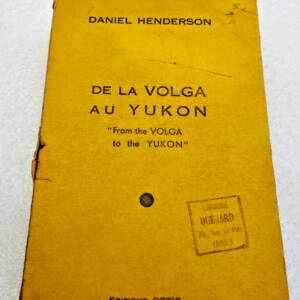 DANIEL HENDERSON
DE LA VOLGA
AU YUKON
"From the VOLGA
to the YUKON"